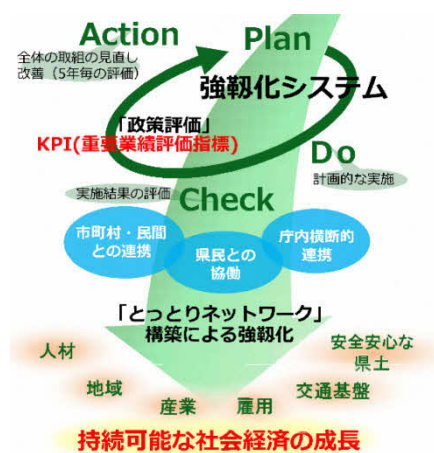 Action
Plan
全体の取組の見直し
改善（5年毎の評価）
強靱化システム
「政策評価」
KPI(重要業績評価指標)
Do
計画的な実施
実施結果の評価
Check
市町村・民間
との連携
県民との
協働
庁内横断的
連携
「とっとりネットワーク」
構築による強靱化
人材
地域
産業
雇用
交通基盤
安全安心な
県土
持続可能な社会経済の成長